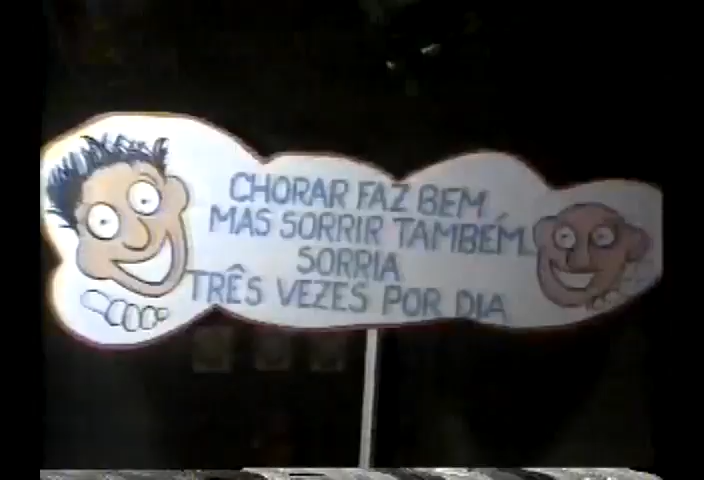 CHORAR FAZ BEM
MAS SORRIR TAMBÉM
SORRIA
TRÊS VEZES POR DIA